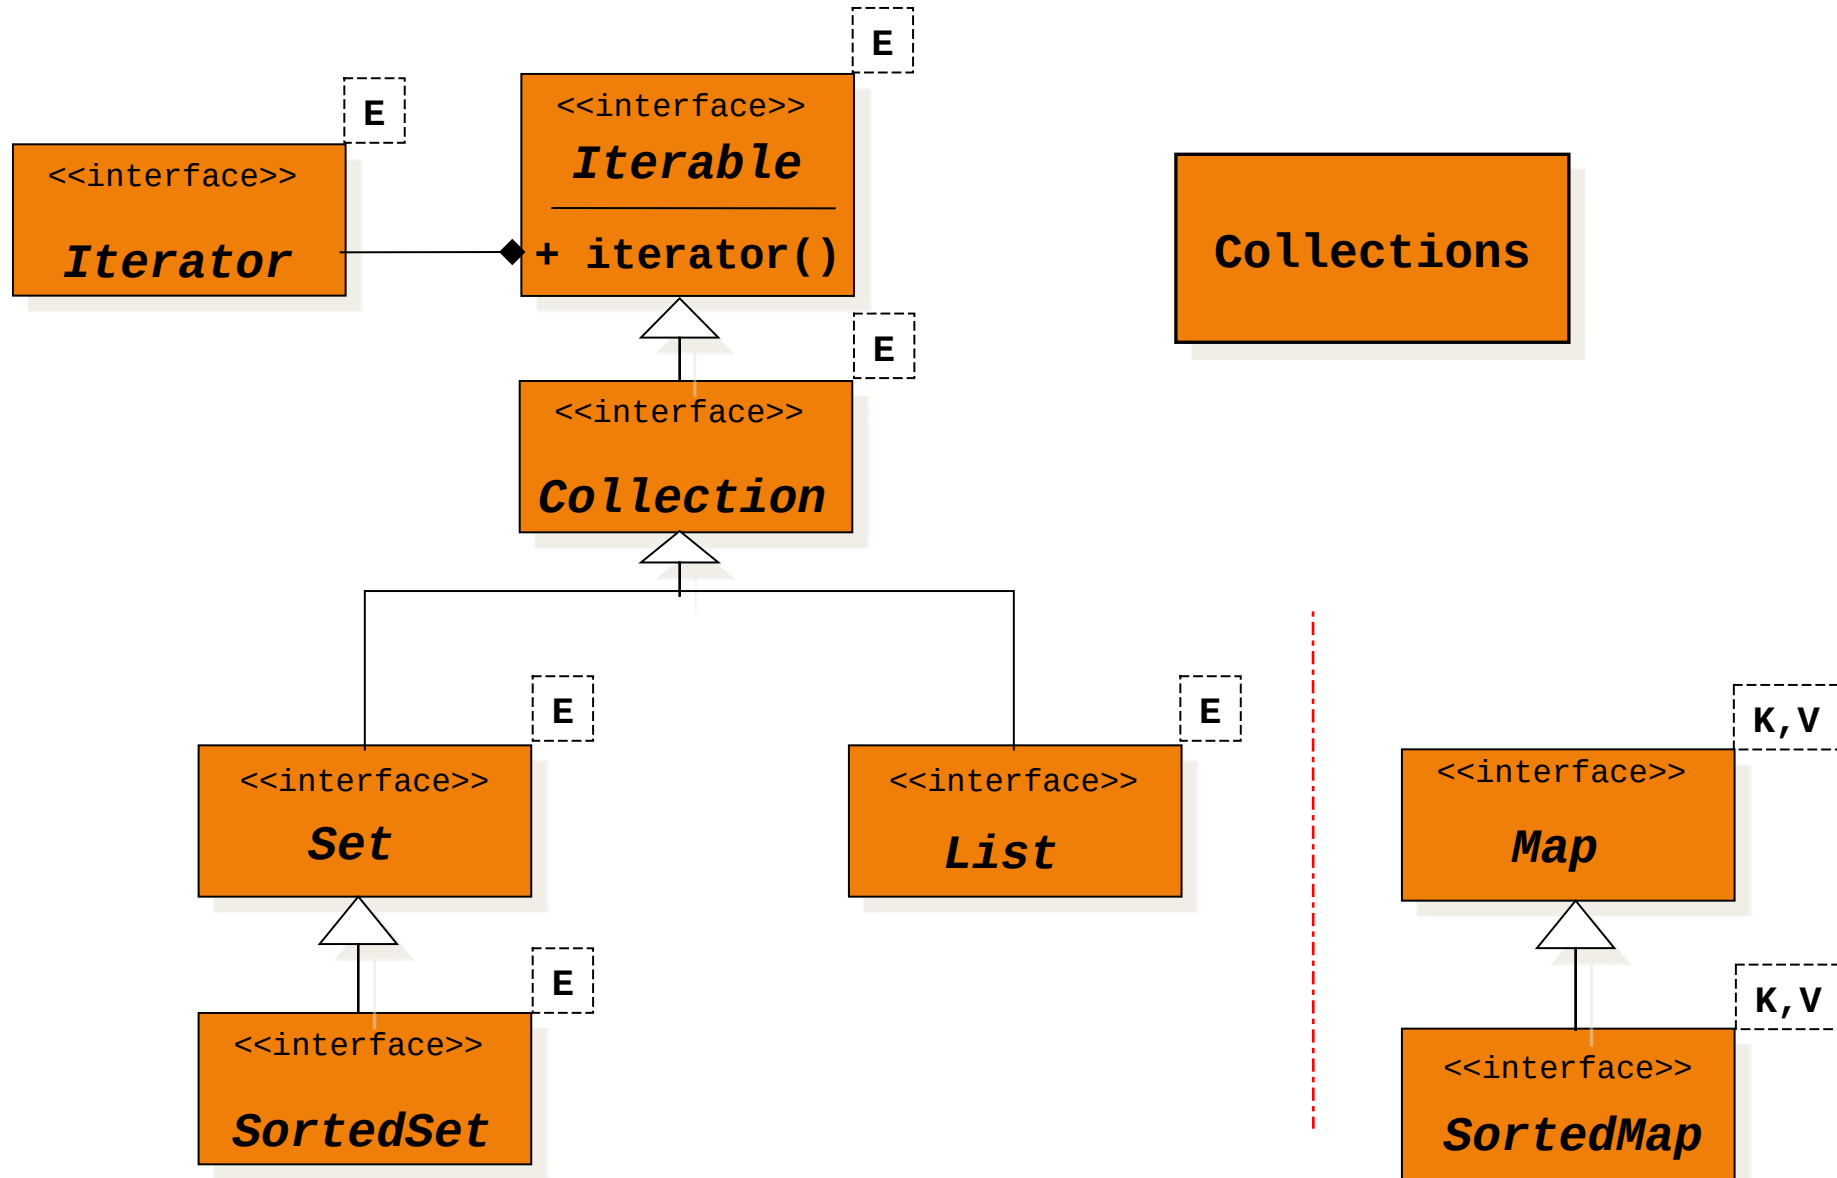 E
<<interface>>
Iterable
+ iterator()
E
<<interface>>
Iterator
Collections
E
<<interface>>
Collection
E
<<interface>>
Set
E
<<interface>>
List
K,V
<<interface>>
Map
E
<<interface>>
SortedSet
K,V
<<interface>>
SortedMap